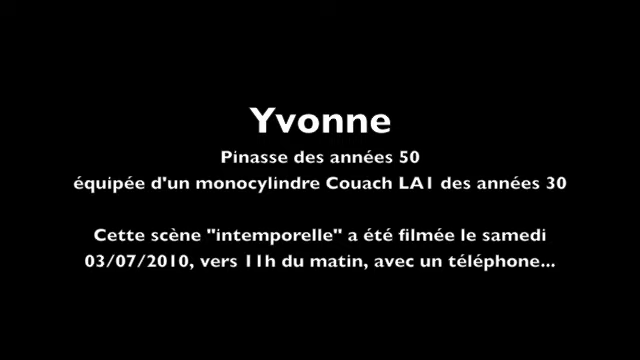 Yvonne
Pinasse des années 50
équipée d'un monocylindre Couach LA1 des années 30
Cette scène "intemporelle" a été filmée le samedi
03/07/2010, vers 11h du matin, avec un téléphone...